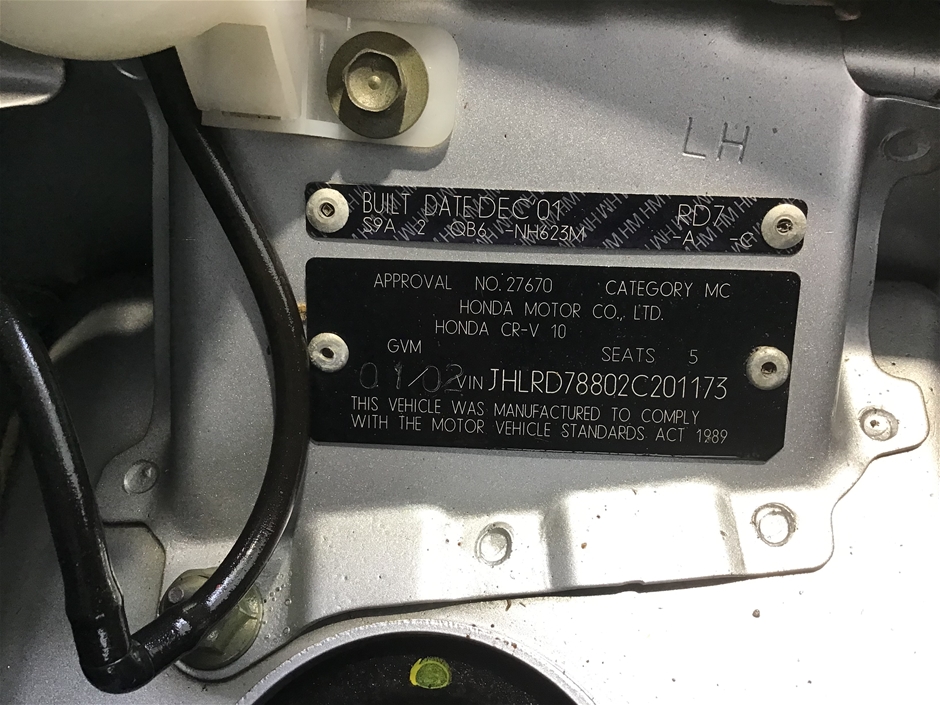 LH
BUILT DATE DEC'01 RD7
S9A 2 QB6 -NH623M -A C
APPROVAL NO. 27670 CATEGORY MC
HONDA MOTOR CO., LTD.
HONDA CR-V 10
GVM SEATS 5
01/02 VIN JHLRD78802C201173
THIS VEHICLE WAS MANUFACTURED TO COMPLY
WITH THE MOTOR VEHICLE STANDARDS ACT 1989